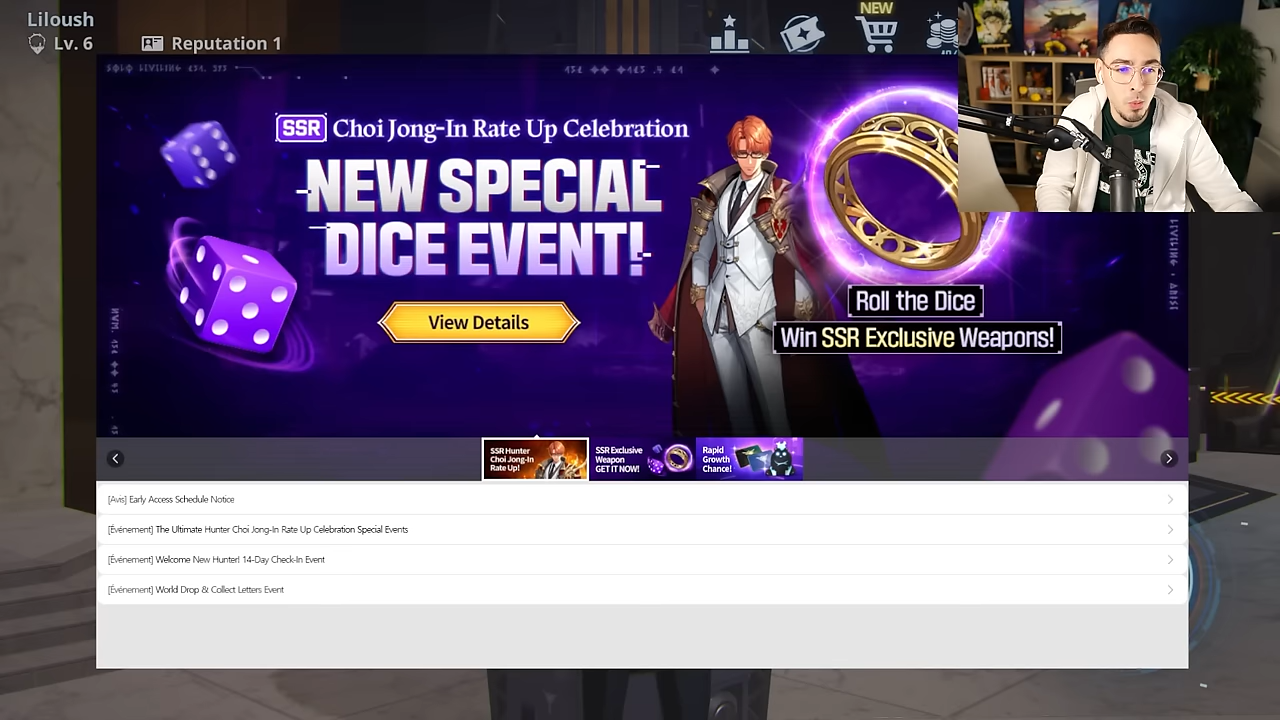 Liloush
Lv. 6
Reputation 1
NEW
SSR Choi Jong-In Rate Up Celebration
NEW SPECIAL
DICE EVENT!
View Details
Roll the Dice
Win SSR Exclusive Weapons!
SSR Hunter
Choi Jong-In
Rate Up!
SSR Exclusive
Weapon
GET IT NOW!
Rapid
Growth
Chance!
[Avis] Early Access Schedule Notice
[Événement] The Ultimate Hunter Choi Jong-In Rate Up Celebration Special Events
[Événement] Welcome New Hunter! 14-Day Check-In Event
[Événement] World Drop & Collect Letters Event